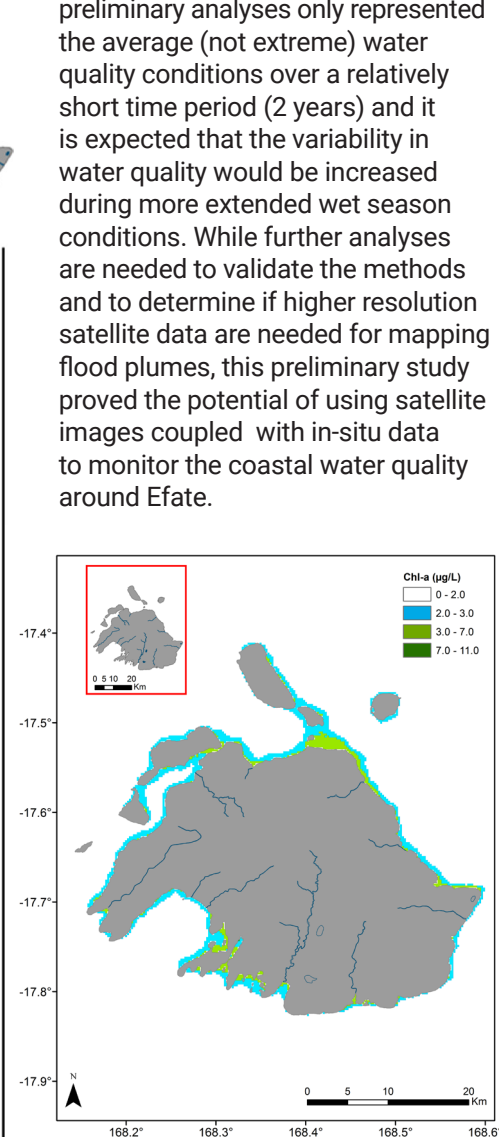 preliminary analyses only represented
the average (not extreme) water
quality conditions over a relatively
short time period (2 years) and it
is expected that the variability in
water quality would be increased
during more extended wet season
conditions. While further analyses
are needed to validate the methods
and to determine if higher resolution
satellite data are needed for mapping
flood plumes, this preliminary study
proved the potential of using satellite
images coupled with in-situ data
to monitor the coastal water quality
around Efate.
Chl-a (µg/L)
0 - 2.0
2.0 - 3.0
3.0 - 7.0
7.0 - 11.0
0 5 10 20
Km
-17.4°
-17.5°
-17.6°
-17.7°
-17.8°
-17.9°
N
0 5 10 20
Km
168.2° 168.3° 168.4° 168.5° 168.6°